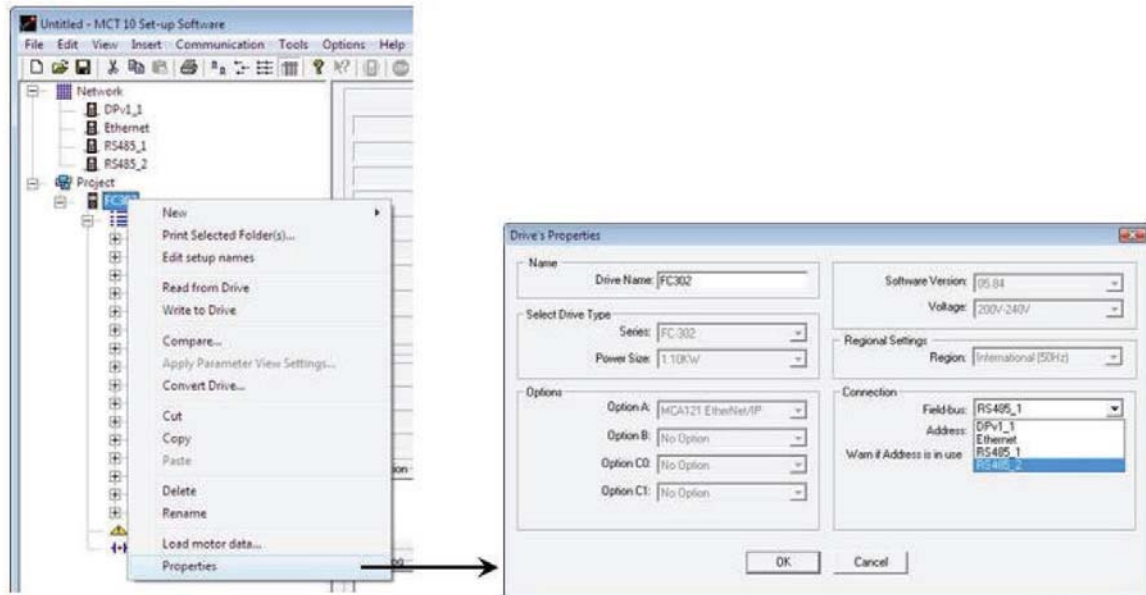 Untitled - MCT 10 Set-up Software
File Edit View Insert Communication Tools Options Help
Network
DPv1_1
Ethernet
RS485_1
RS485_2
Project
New
Print Selected Folder(s)...
Edit setup names
Read from Drive
Write to Drive
Compare...
Apply Parameter View Settings...
Convert Drive...
Cut
Copy
Paste
Delete
Rename
Load motor data...
Properties
Drive's Properties
Name
Drive Name: FC302
Select Drive Type
Series: FC-302
Power Size: 1.10KW
Options
Option A: MCA121 EtherNet/IP
Option B: No Option
Option C0: No Option
Option C1: No Option
Software Version: 05.84
Voltage: 200V-240V
Regional Settings
Region: International (50Hz)
Connection
Field-bus: RS485_1
Address:
DPv1_1
Ethernet
Warn if Address is in use
RS485_1
RS485_2
OK Cancel